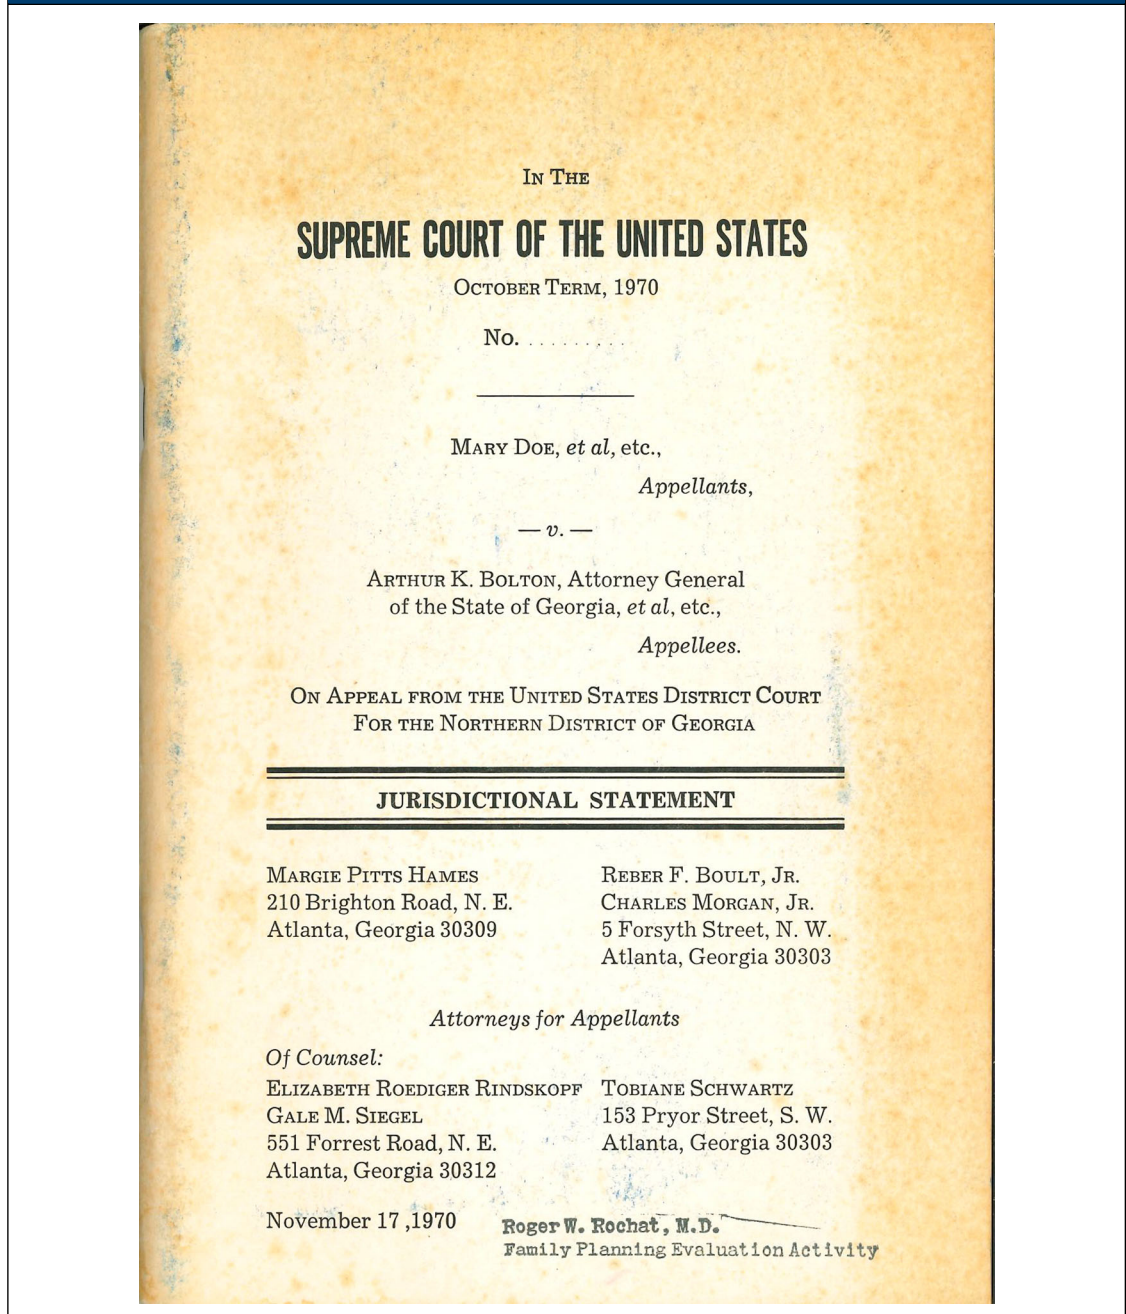 IN THE
SUPREME COURT OF THE UNITED STATES
OCTOBER TERM, 1970
No. .........
MARY DOE, et al, etc.,
Appellants,
— v. —
ARTHUR K. BOLTON, Attorney General
of the State of Georgia, et al, etc.,
Appellees.
ON APPEAL FROM THE UNITED STATES DISTRICT COURT
FOR THE NORTHERN DISTRICT OF GEORGIA
JURISDICTIONAL STATEMENT
MARGIE PITTS HAMES
210 Brighton Road, N. E.
Atlanta, Georgia 30309
REBER F. BOULT, JR.
CHARLES MORGAN, JR.
5 Forsyth Street, N. W.
Atlanta, Georgia 30303
Attorneys for Appellants
Of Counsel:
ELIZABETH ROEDIGER RINDSKOPF
GALE M. SIEGEL
551 Forrest Road, N. E.
Atlanta, Georgia 30312
TOBIANE SCHWARTZ
153 Pryor Street, S. W.
Atlanta, Georgia 30303
November 17 ,1970
Roger W. Rochat, M.D.
Family Planning Evaluation Activity